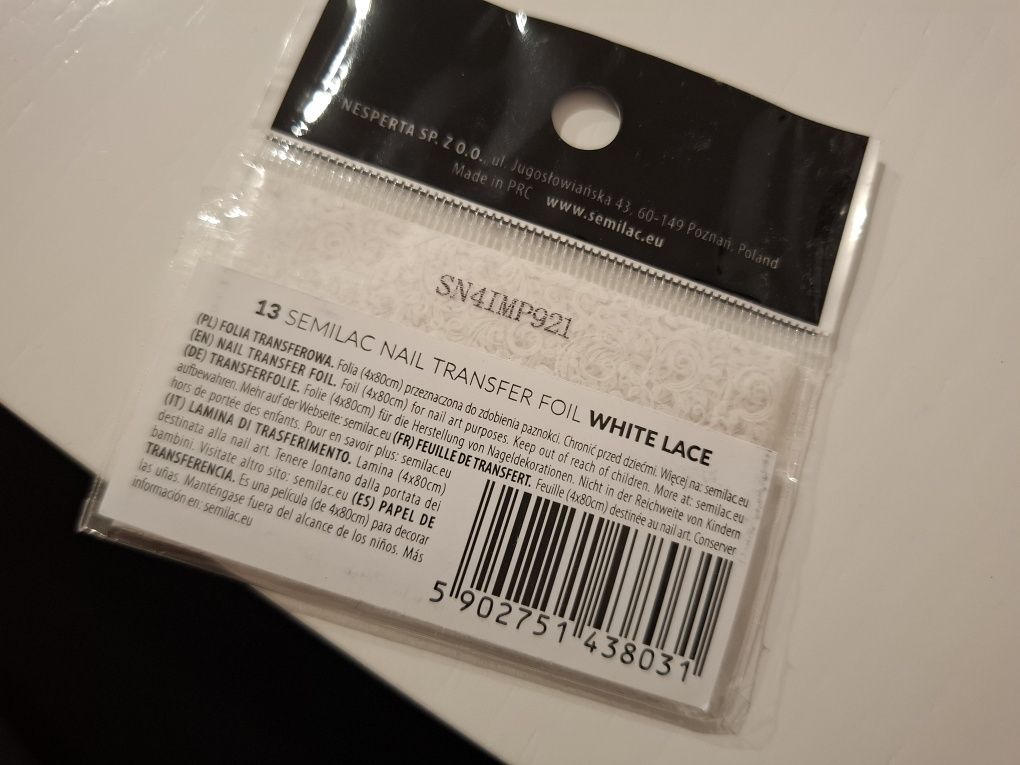 NESPERTA SP. Z O.O., ul. Jugosłowiańska 43, 60-149 Poznań, Poland
Made in PRC www.semilac.eu
SN4IMP921
13 SEMILAC NAIL TRANSFER FOIL WHITE LACE
(PL) FOLIA TRANSFEROWA. Folia (4x80cm) przeznaczona do zdobienia paznokci. Chronić przed dziećmi. Więcej na: semilac.eu
(EN) NAIL TRANSFER FOIL. Foil (4x80cm) for nail art purposes. Keep out of reach of children. More at: semilac.eu
(DE) TRANSFERFOLIE. Folie (4x80cm) für die Herstellung von Nageldekorationen. Nicht in der Reichweite von Kindern
aufbewahren. Mehr auf der Webseite: semilac.eu (FR) FEUILLE DE TRANSFERT. Feuille (4x80cm) destinée au nail art. Conserver
hors de portée des enfants. Pour en savoir plus: semilac.eu
(IT) LAMINA DI TRASFERIMENTO. Lamina (4x80cm)
destinata alla nail art. Tenere lontano dalla portata dei
bambini. Visitate altro sito: semilac.eu (ES) PAPEL DE
TRANSFERENCIA. Es una película (de 4x80cm) para decorar
las uñas. Manténgase fuera del alcance de los niños. Más
información en: semilac.eu
5 902751 438031